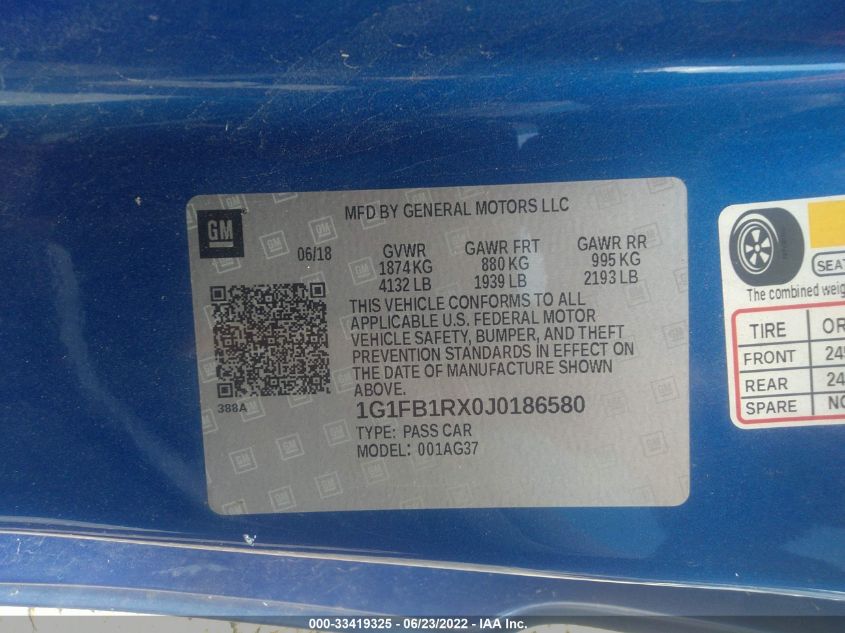 MFD BY GENERAL MOTORS LLC
GM
06/18
GVWR GAWR FRT GAWR RR
1874 KG 880 KG 995 KG
4132 LB 1939 LB 2193 LB
THIS VEHICLE CONFORMS TO ALL
APPLICABLE U.S. FEDERAL MOTOR
VEHICLE SAFETY, BUMPER, AND THEFT
PREVENTION STANDARDS IN EFFECT ON
THE DATE OF MANUFACTURE SHOWN
ABOVE.
388A
1G1FB1RX0J0186580
TYPE: PASS CAR
MODEL: 001AG37
The combined
TIRE
FRONT
REAR
SPARE
000-33419325 - 06/23/2022 - IAA Inc.